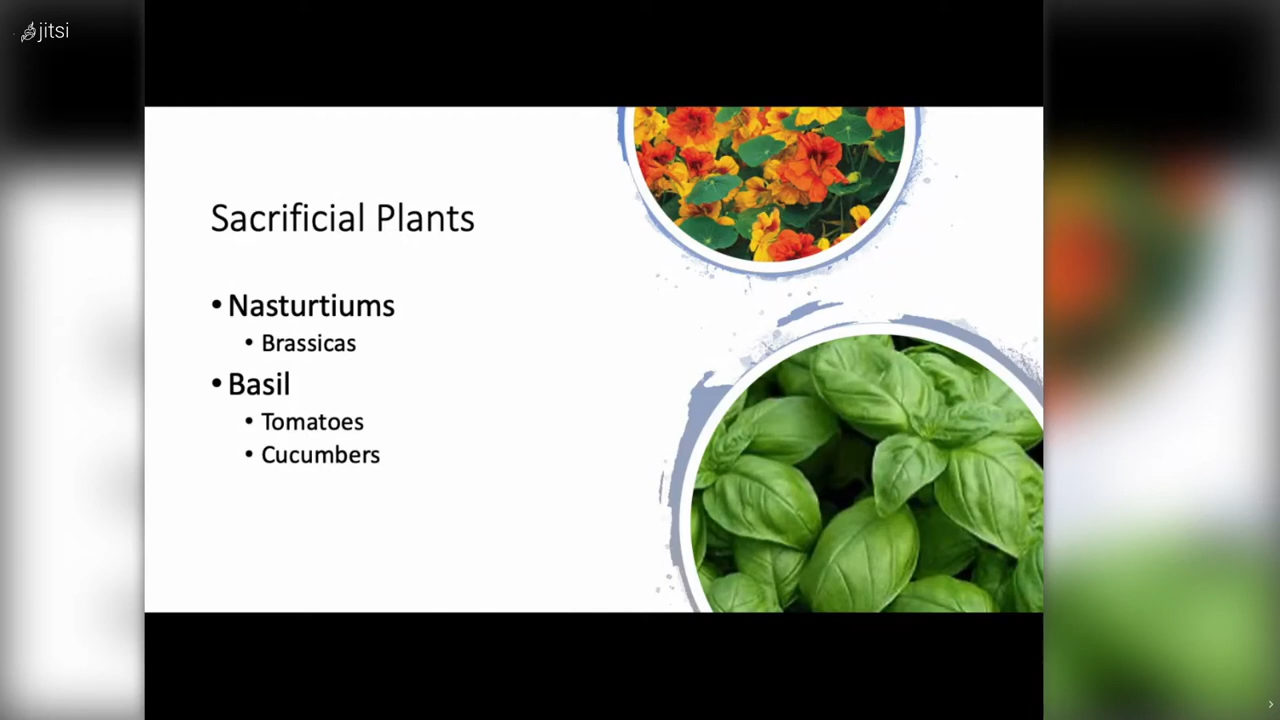 jitsi
Sacrificial Plants
• Nasturtiums
• Brassicas
• Basil
• Tomatoes
• Cucumbers